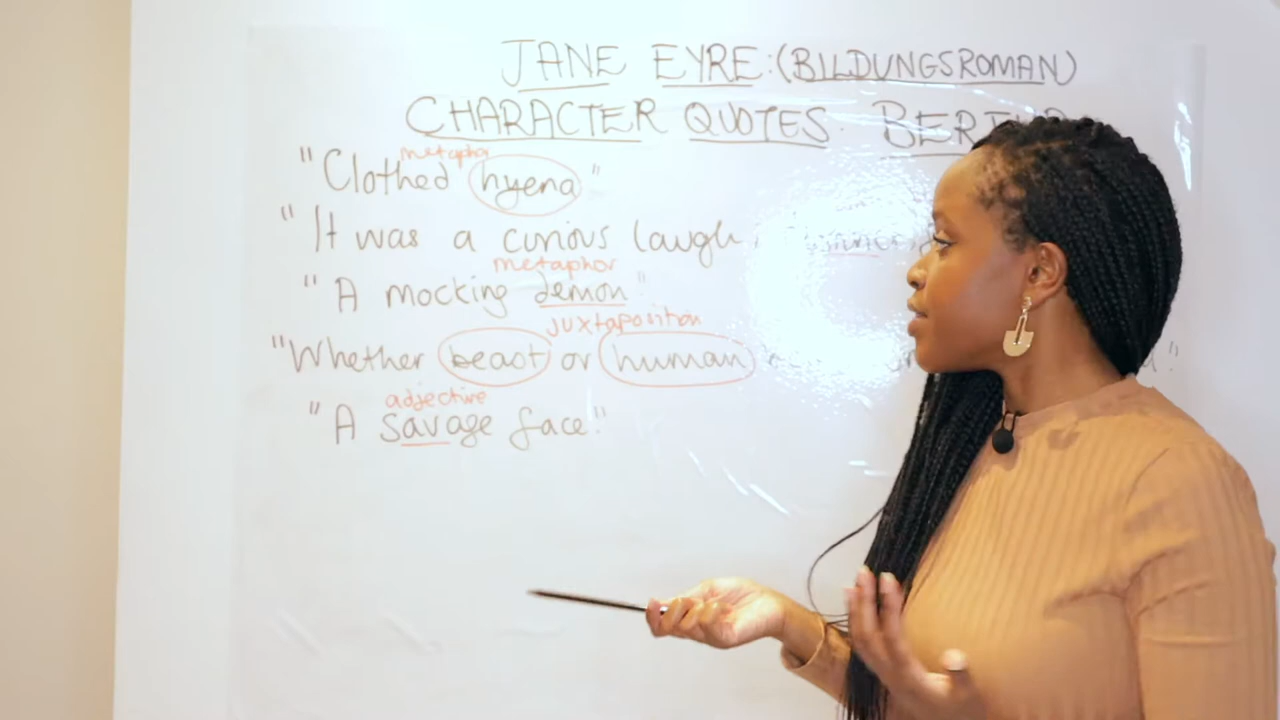 JANE EYRE: (BILDUNGSROMAN)
CHARACTER QUOTES.
metaphor
"Clothed hyena"
"It was a curious laugh
metaphor
"A mocking demon"
juxtaposition
"Whether beast or human
adjective
"A savage face"